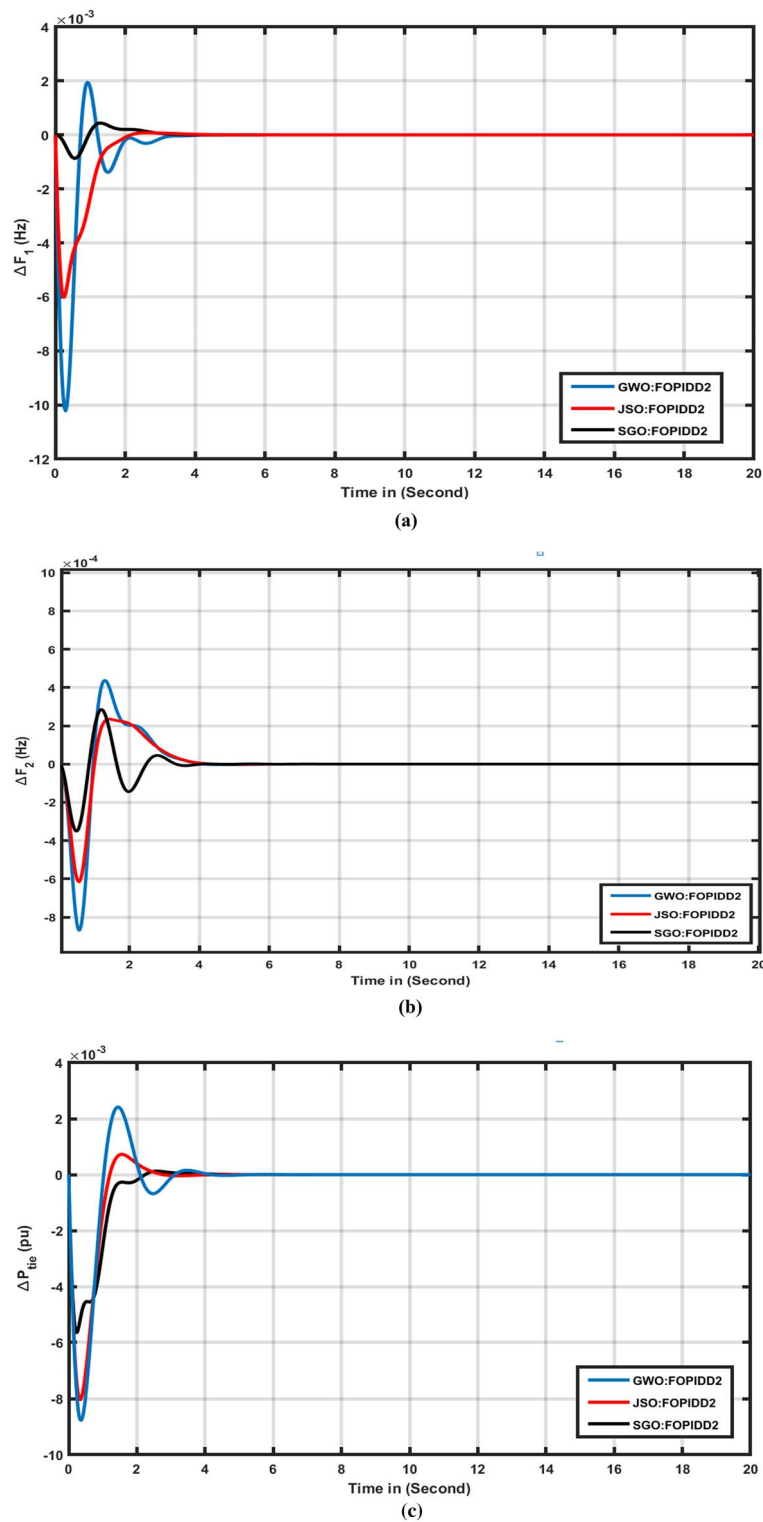 ×10⁻³
4
2
0
-2
-4
-6
-8
-10
-12
ΔF₁ (Hz)
GWO:FOPIDD2
JSO:FOPIDD2
SGO:FOPIDD2
0 2 4 6 8 10 12 14 16 18 20
Time in (Second)
(a)
×10⁻⁴
10
8
6
4
2
0
-2
-4
-6
-8
ΔF₂ (Hz)
GWO:FOPIDD2
JSO:FOPIDD2
SGO:FOPIDD2
2 4 6 8 10 12 14 16 18 20
Time in (Second)
(b)
×10⁻³
4
2
0
-2
-4
-6
-8
-10
ΔP_tie (pu)
GWO:FOPIDD2
JSO:FOPIDD2
SGO:FOPIDD2
0 2 4 6 8 10 12 14 16 18 20
Time in (Second)
(c)